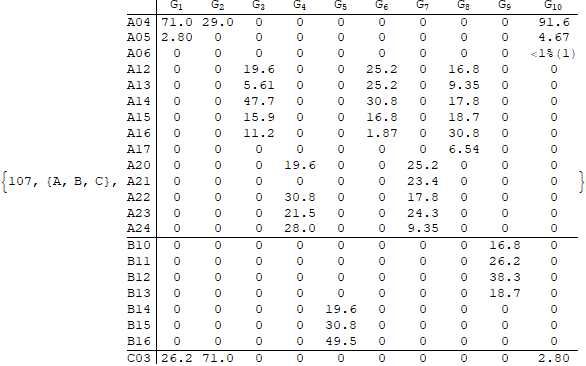 G₁ G₂ G₃ G₄ G₅ G₆ G₇ G₈ G₉ G₁₀
A04 71.0 29.0 0 0 0 0 0 0 0 91.6
A05 2.80 0 0 0 0 0 0 0 0 4.67
A06 0 0 0 0 0 0 0 0 0 <1%(1)
A12 0 0 19.6 0 0 25.2 0 16.8 0 0
A13 0 0 5.61 0 0 25.2 0 9.35 0 0
A14 0 0 47.7 0 0 30.8 0 17.8 0 0
A15 0 0 15.9 0 0 16.8 0 18.7 0 0
A16 0 0 11.2 0 0 1.87 0 30.8 0 0
A17 0 0 0 0 0 0 0 6.54 0 0
A20 0 0 0 19.6 0 0 25.2 0 0 0
{107, {A, B, C}, A21 0 0 0 0 0 0 23.4 0 0 0 }
A22 0 0 0 30.8 0 0 17.8 0 0 0
A23 0 0 0 21.5 0 0 24.3 0 0 0
A24 0 0 0 28.0 0 0 9.35 0 0 0
B10 0 0 0 0 0 0 0 0 16.8 0
B11 0 0 0 0 0 0 0 0 26.2 0
B12 0 0 0 0 0 0 0 0 38.3 0
B13 0 0 0 0 0 0 0 0 18.7 0
B14 0 0 0 0 19.6 0 0 0 0 0
B15 0 0 0 0 30.8 0 0 0 0 0
B16 0 0 0 0 49.5 0 0 0 0 0
C03 26.2 71.0 0 0 0 0 0 0 0 2.80